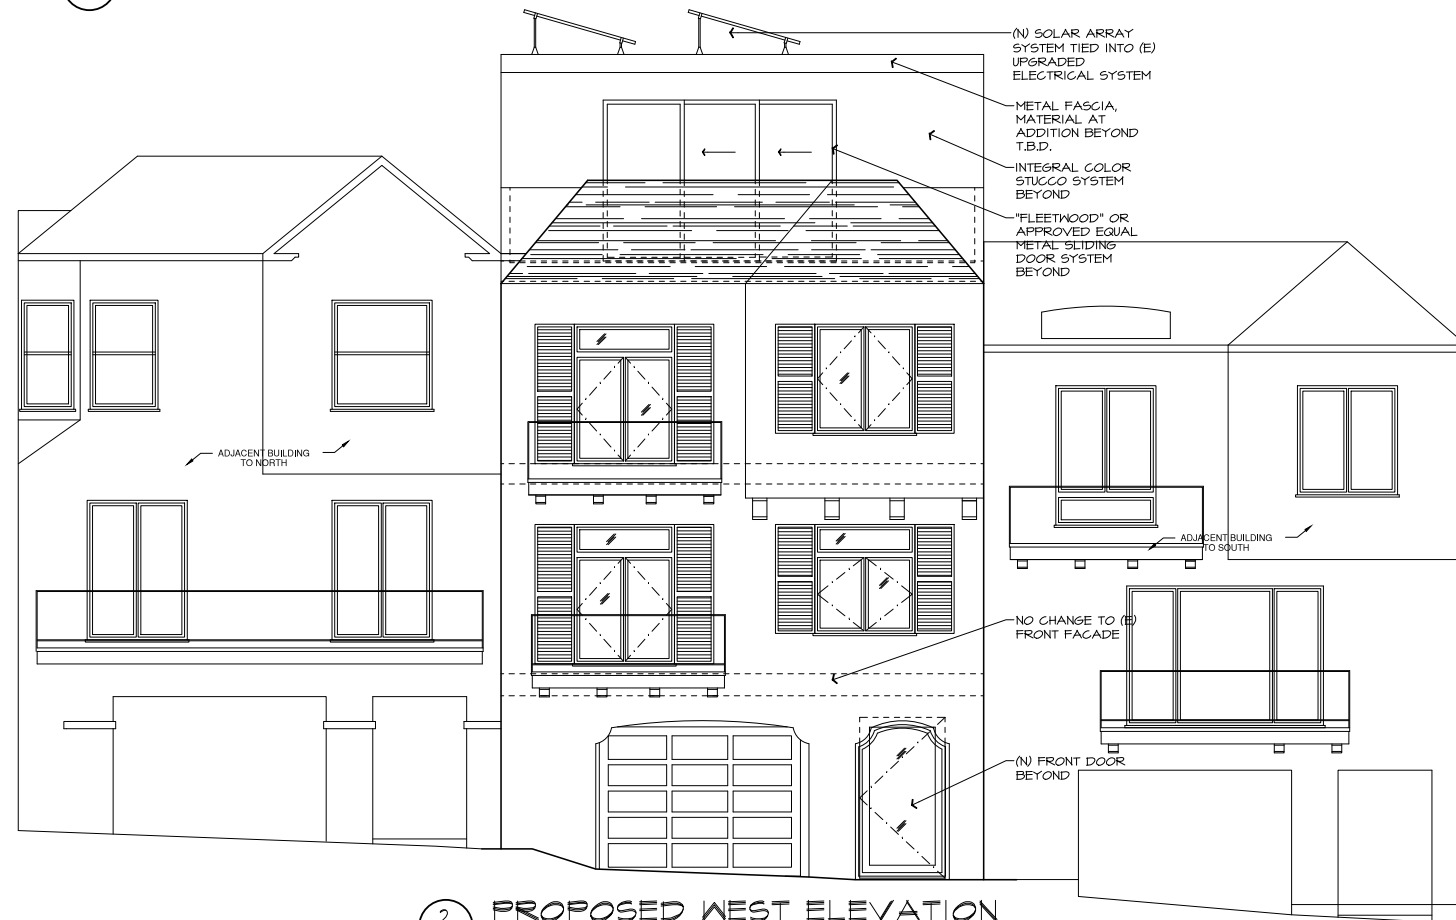 (N) SOLAR ARRAY
SYSTEM TIED INTO (E)
UPGRADED
ELECTRICAL SYSTEM
METAL FASCIA,
MATERIAL AT
ADDITION BEYOND
T.B.D.
INTEGRAL COLOR
STUCCO SYSTEM
BEYOND
"FLEETWOOD" OR
APPROVED EQUAL
METAL SLIDING
DOOR SYSTEM
BEYOND
ADJACENT BUILDING
TO NORTH
ADJACENT BUILDING
TO SOUTH
NO CHANGE TO (E)
FRONT FACADE
(N) FRONT DOOR
BEYOND
2 PROPOSED WEST ELEVATION